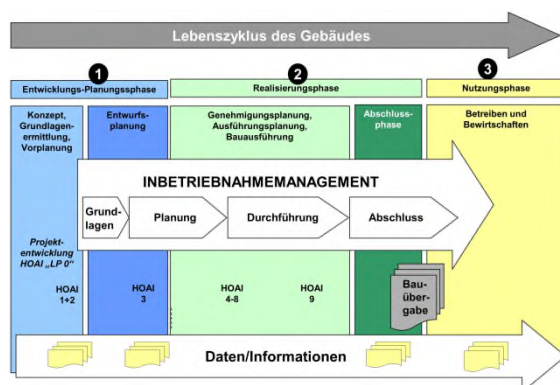 Lebenszyklus des Gebäudes
1
2
3
Entwicklungs-Planungsphase
Realisierungsphase
Nutzungsphase
Konzept,
Grundlagen-
ermittlung,
Vorplanung
Entwurfs-
planung
Genehmigungsplanung,
Ausführungsplanung,
Bauausführung
Abschluss-
phase
Betreiben und
Bewirtschaften
INBETRIEBNAHMEMANAGEMENT
Grund-
lagen
Planung
Durchführung
Abschluss
Projekt-
entwicklung
HOAI „LP 0“
HOAI
1+2
HOAI
3
HOAI
4-8
HOAI
9
Bau-
über-
gabe
Daten/Informationen